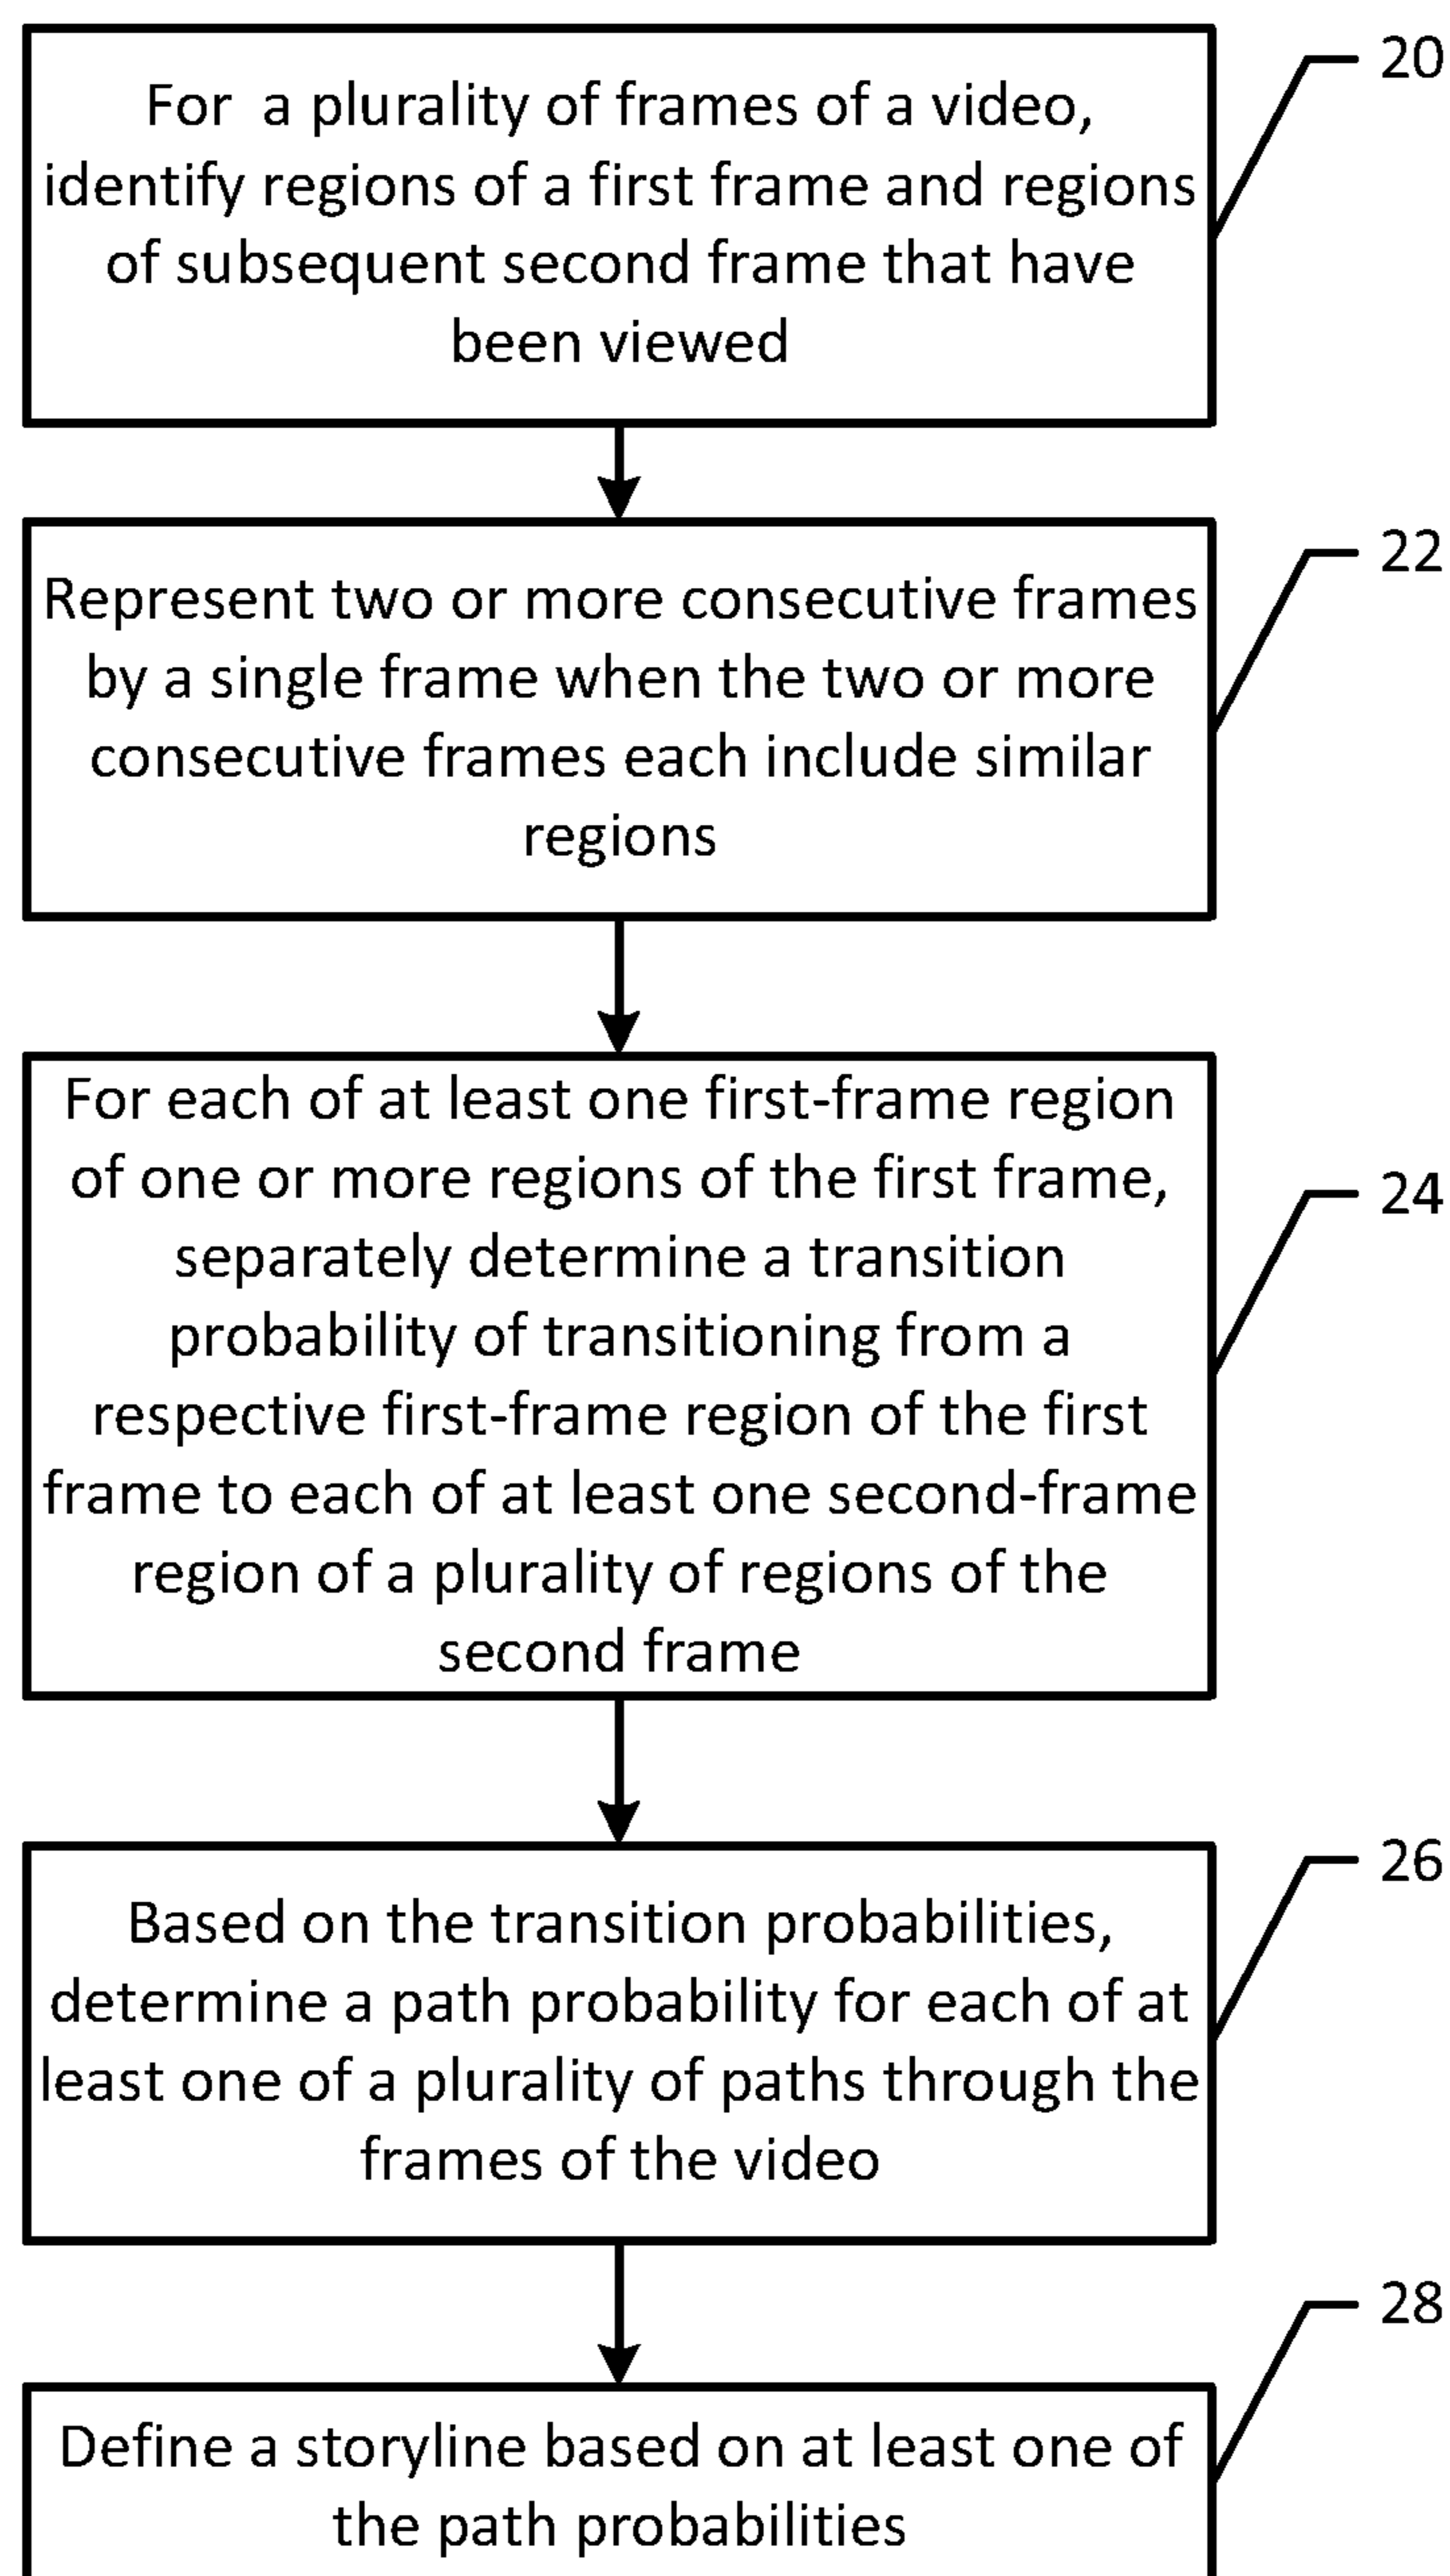 20
For a plurality of frames of a video,
identify regions of a first frame and regions
of subsequent second frame that have
been viewed
22
Represent two or more consecutive frames
by a single frame when the two or more
consecutive frames each include similar
regions
24
For each of at least one first-frame region
of one or more regions of the first frame,
separately determine a transition
probability of transitioning from a
respective first-frame region of the first
frame to each of at least one second-frame
region of a plurality of regions of the
second frame
26
Based on the transition probabilities,
determine a path probability for each of at
least one of a plurality of paths through the
frames of the video
28
Define a storyline based on at least one of
the path probabilities